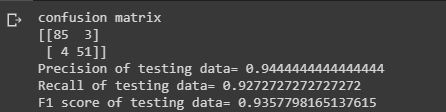 confusion matrix
[[85  3]
 [ 4 51]]
Precision of testing data= 0.9444444444444444
Recall of testing data= 0.9272727272727272
F1 score of testing data= 0.9357798165137615